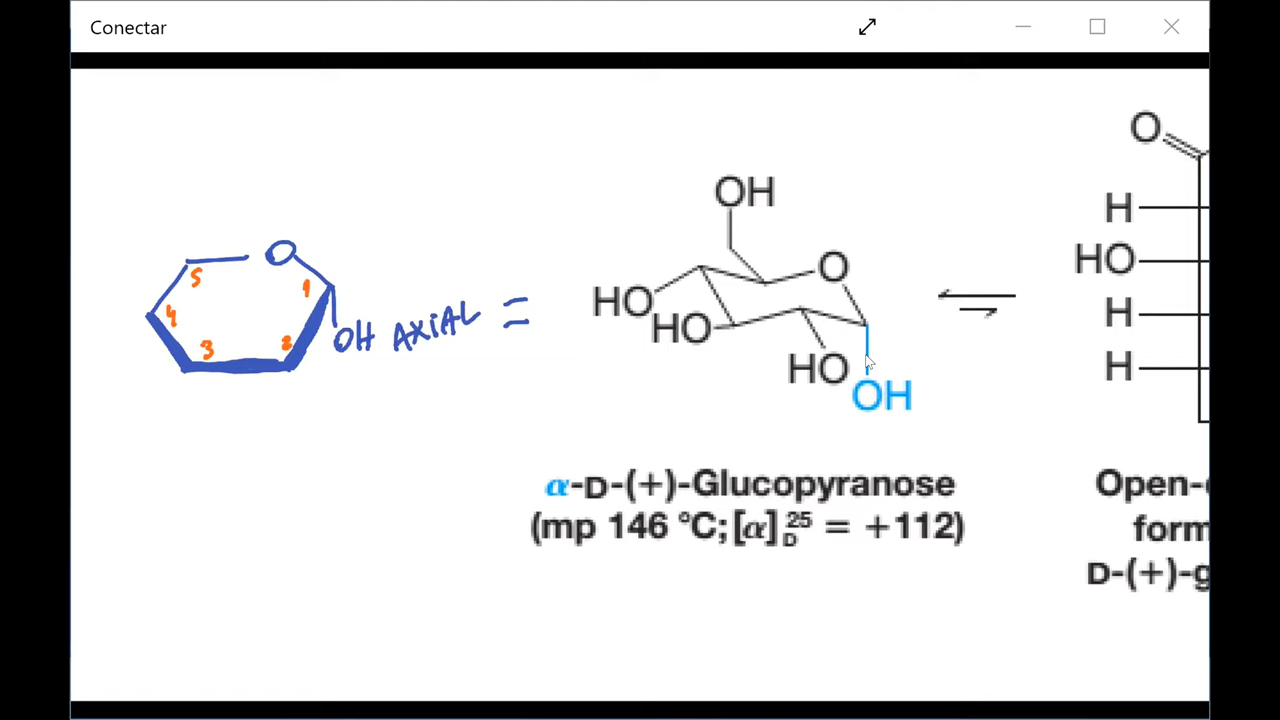 Conectar
O
5
1
4
3
2
OH AXIAL =
OH
O
HO
HO
HO
OH
α-D-(+)-Glucopyranose
(mp 146 °C; [α]D25 = +112)
O
H
HO
H
H
Open-
form
D-(+)-g